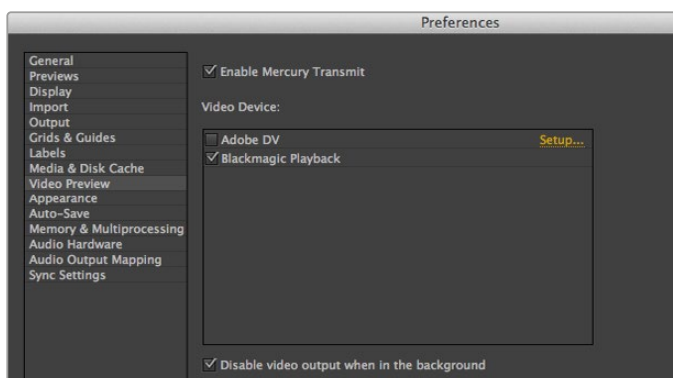 Preferences
General
Previews
Display
Import
Output
Grids & Guides
Labels
Media & Disk Cache
Video Preview
Appearance
Auto-Save
Memory & Multiprocessing
Audio Hardware
Audio Output Mapping
Sync Settings
Enable Mercury Transmit
Video Device:
Adobe DV Setup...
Blackmagic Playback
Disable video output when in the background